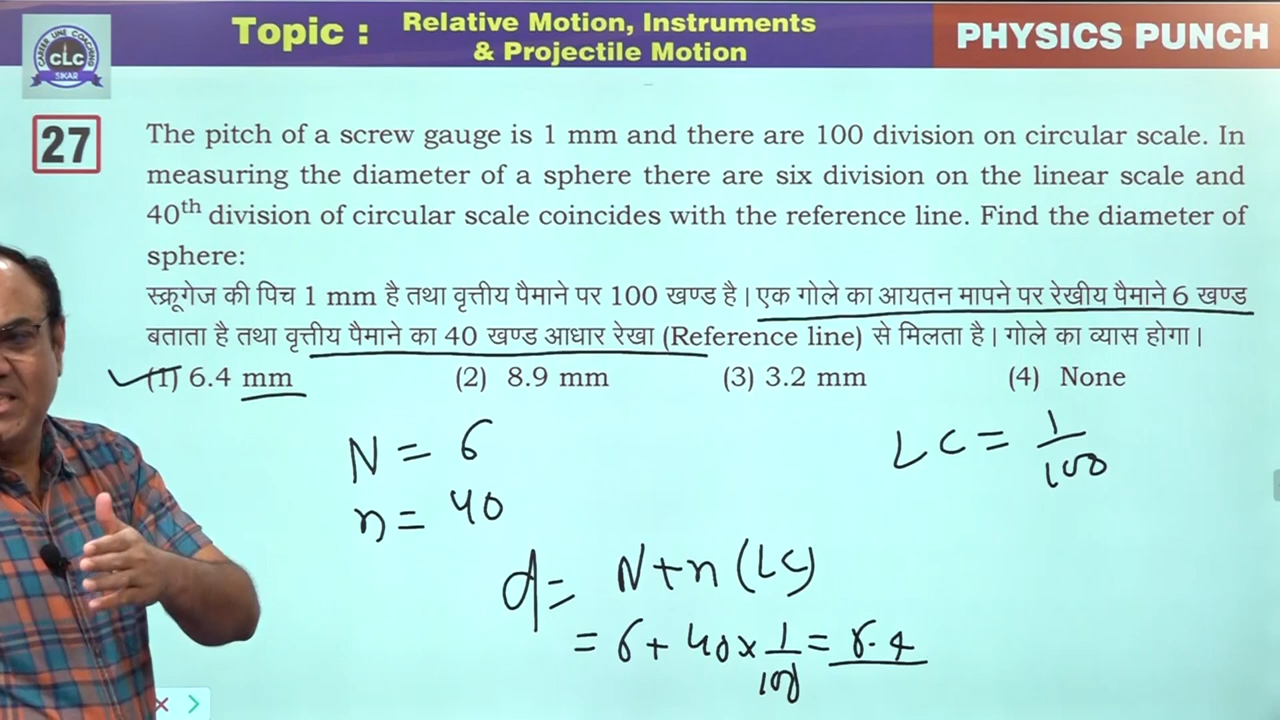 CAREER LINE COACHING
CLC
SIKAR
Topic : Relative Motion, Instruments
& Projectile Motion
PHYSICS PUNCH
27 The pitch of a screw gauge is 1 mm and there are 100 division on circular scale. In
measuring the diameter of a sphere there are six division on the linear scale and
40th division of circular scale coincides with the reference line. Find the diameter of
sphere:
स्क्रूगेज की पिच 1 mm है तथा वृत्तीय पैमाने पर 100 खण्ड है। एक गोले का आयतन मापने पर रेखीय पैमाने 6 खण्ड
बताता है तथा वृत्तीय पैमाने का 40 खण्ड आधार रेखा (Reference line) से मिलता है। गोले का व्यास होगा।
(1) 6.4 mm (2) 8.9 mm (3) 3.2 mm (4) None
N = 6
LC = 1/100
n = 40
d = N+n (LC)
= 6 + 40 × 1/100 = 6.4